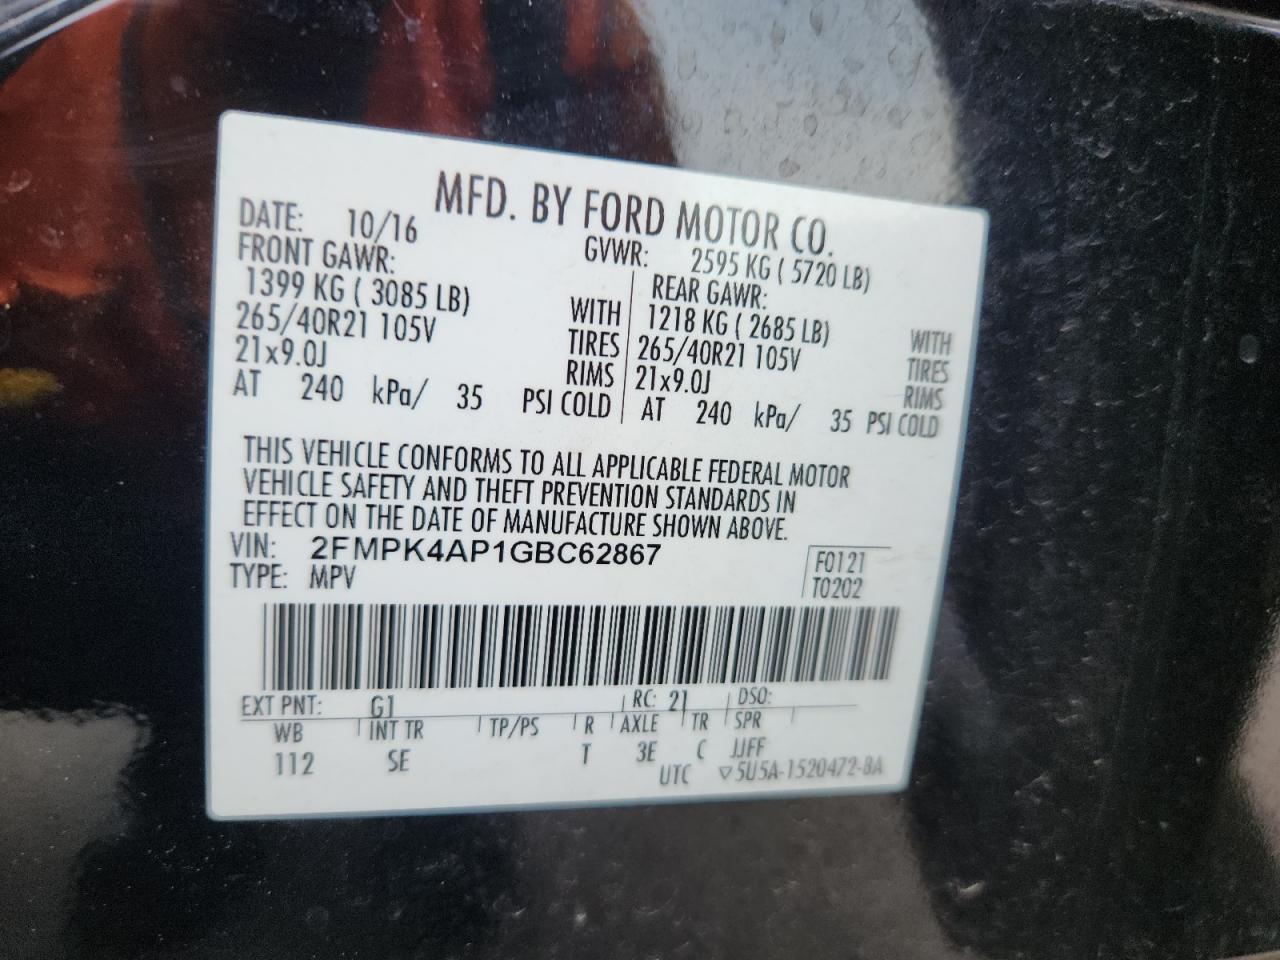 MFD. BY FORD MOTOR CO.
DATE: 10/16 GVWR: 2595 KG ( 5720 LB)
FRONT GAWR: REAR GAWR:
1399 KG ( 3085 LB) WITH 1218 KG ( 2685 LB) WITH
265/40R21 105V TIRES 265/40R21 105V TIRES
21x9.0J RIMS 21x9.0J RIMS
AT 240 kPa/ 35 PSI COLD AT 240 kPa/ 35 PSI COLD
THIS VEHICLE CONFORMS TO ALL APPLICABLE FEDERAL MOTOR
VEHICLE SAFETY AND THEFT PREVENTION STANDARDS IN
EFFECT ON THE DATE OF MANUFACTURE SHOWN ABOVE.
VIN: 2FMPK4AP1GBC62867 F0121
TYPE: MPV T0202
EXT PNT: G1 RC: 21 DSO:
WB INT TR TP/PS R AXLE TR SPR
112 SE T 3E C JJFF
UTC ▽5U5A-1520472-BA